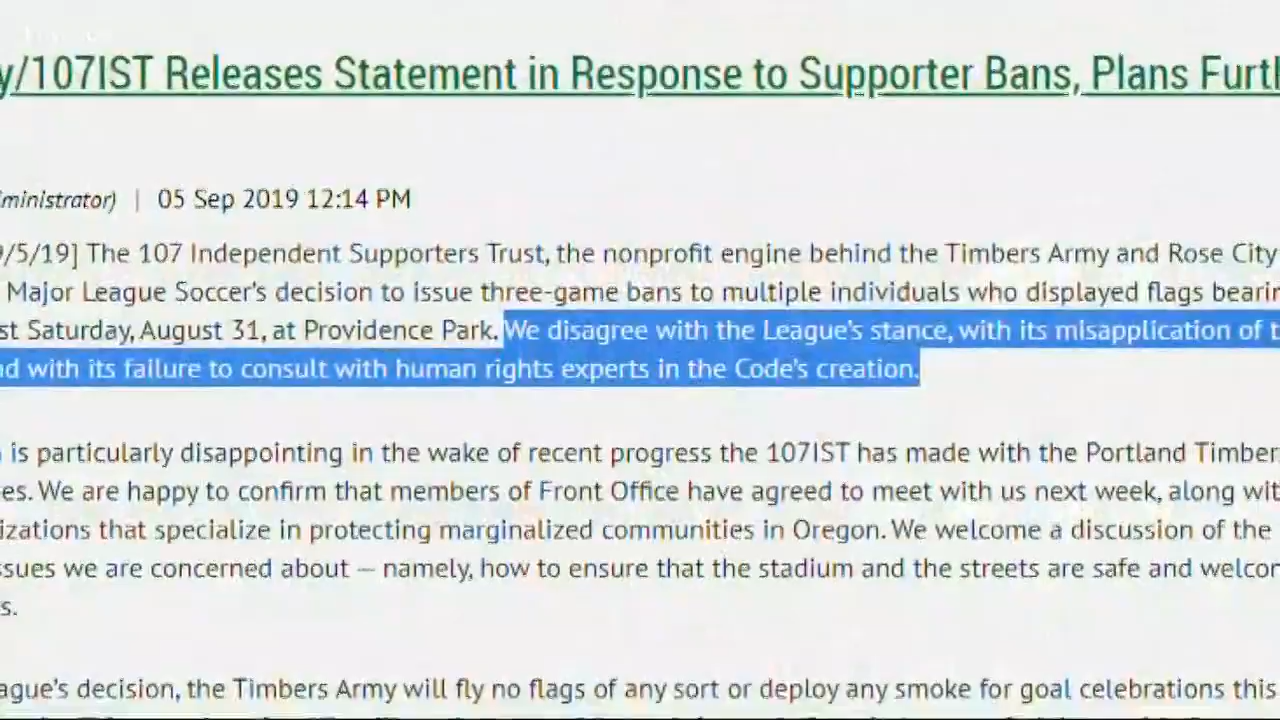 y/107IST Releases Statement in Response to Supporter Bans, Plans Furth
ministrator) | 05 Sep 2019 12:14 PM
9/5/19] The 107 Independent Supporters Trust, the nonprofit engine behind the Timbers Army and Rose City
Major League Soccer's decision to issue three-game bans to multiple individuals who displayed flags bearin
st Saturday, August 31, at Providence Park. We disagree with the League's stance, with its misapplication of t
nd with its failure to consult with human rights experts in the Code's creation.
is particularly disappointing in the wake of recent progress the 107IST has made with the Portland Timber
es. We are happy to confirm that members of Front Office have agreed to meet with us next week, along wit
izations that specialize in protecting marginalized communities in Oregon. We welcome a discussion of the
ssues we are concerned about — namely, how to ensure that the stadium and the streets are safe and welcon
s.
ague's decision, the Timbers Army will fly no flags of any sort or deploy any smoke for goal celebrations this